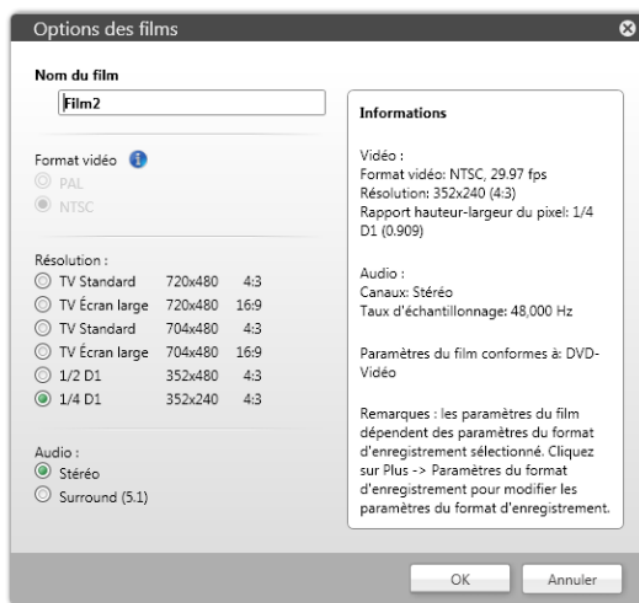 Options des films
Nom du film
Film2
Format vidéo
PAL
NTSC
Résolution :
TV Standard 720x480 4:3
TV Écran large 720x480 16:9
TV Standard 704x480 4:3
TV Écran large 704x480 16:9
1/2 D1 352x480 4:3
1/4 D1 352x240 4:3
Audio :
Stéréo
Surround (5.1)
Informations
Vidéo :
Format vidéo: NTSC, 29.97 fps
Résolution: 352x240 (4:3)
Rapport hauteur-largeur du pixel: 1/4
D1 (0.909)
Audio :
Canaux: Stéréo
Taux d'échantillonnage: 48,000 Hz
Paramètres du film conformes à: DVD-
Vidéo
Remarques : les paramètres du film
dépendent des paramètres du format
d'enregistrement sélectionné. Cliquez
sur Plus -> Paramètres du format
d'enregistrement pour modifier les
paramètres du format d'enregistrement.
OK
Annuler